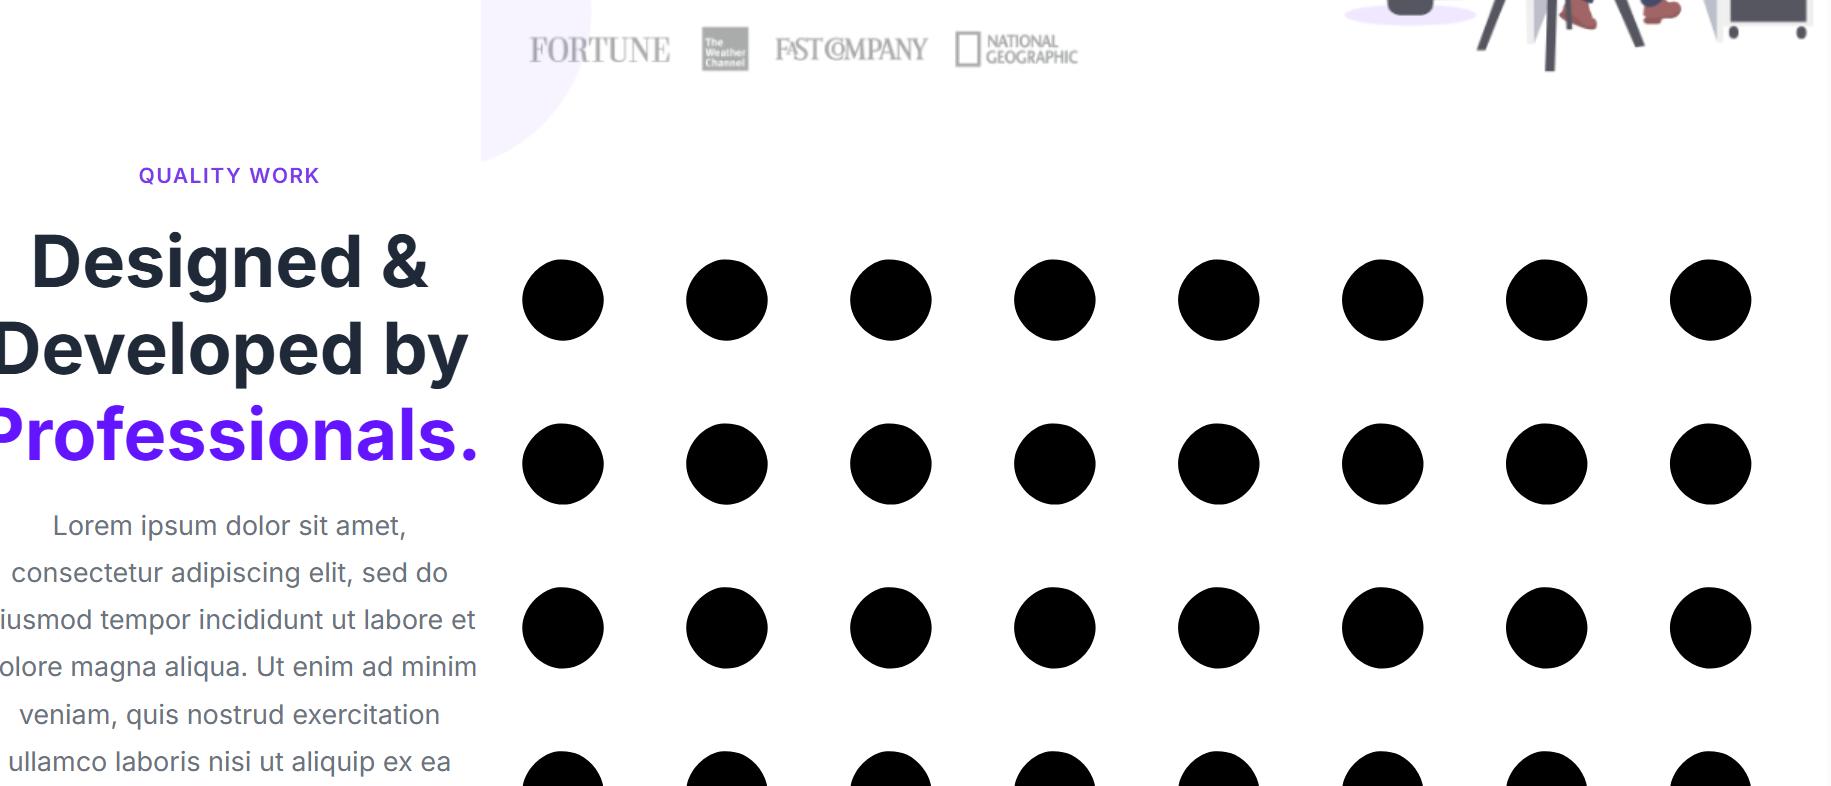 FORTUNE
The
Weather
Channel
FAST COMPANY
NATIONAL
GEOGRAPHIC
QUALITY WORK
Designed &
Developed by
Professionals.
Lorem ipsum dolor sit amet,
consectetur adipiscing elit, sed do
iusmod tempor incididunt ut labore et
olore magna aliqua. Ut enim ad minim
veniam, quis nostrud exercitation
ullamco laboris nisi ut aliquip ex ea